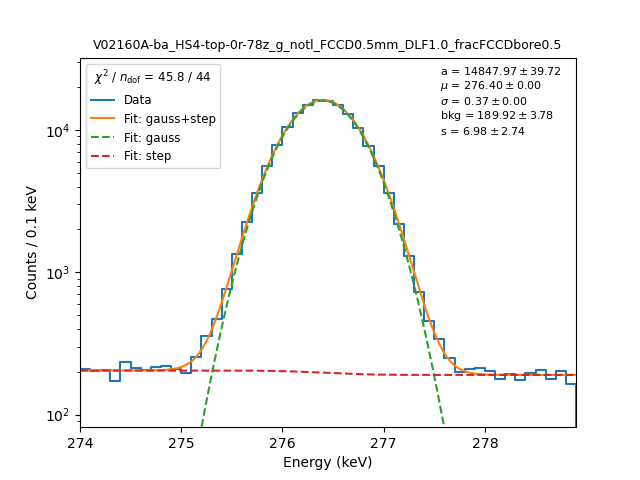 V02160A-ba_HS4-top-0r-78z_g_notl_FCCD0.5mm_DLF1.0_fracFCCDbore0.5
χ² / n_dof = 45.8 / 44
Data
Fit: gauss+step
Fit: gauss
Fit: step
a = 14847.97 ± 39.72
μ = 276.40 ± 0.00
σ = 0.37 ± 0.00
bkg = 189.92 ± 3.78
s = 6.98 ± 2.74
Counts / 0.1 keV
10⁴
10³
10²
274 275 276 277 278
Energy (keV)